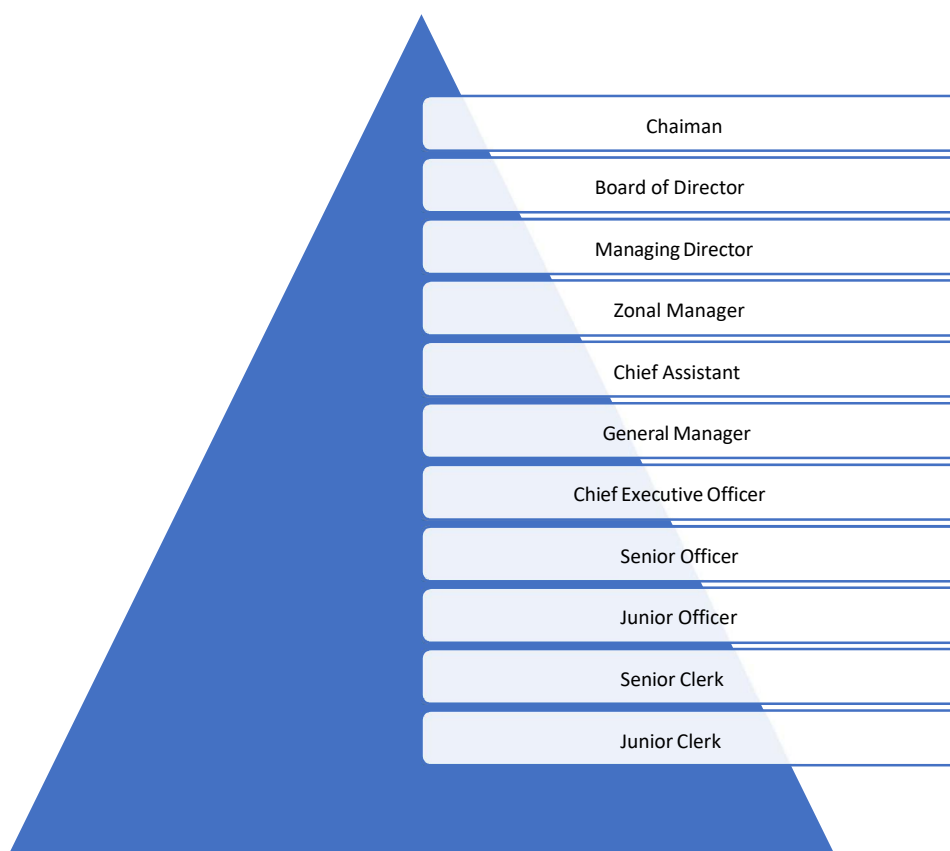 Chaiman
Board of Director
Managing Director
Zonal Manager
Chief Assistant
General Manager
Chief Executive Officer
Senior Officer
Junior Officer
Senior Clerk
Junior Clerk